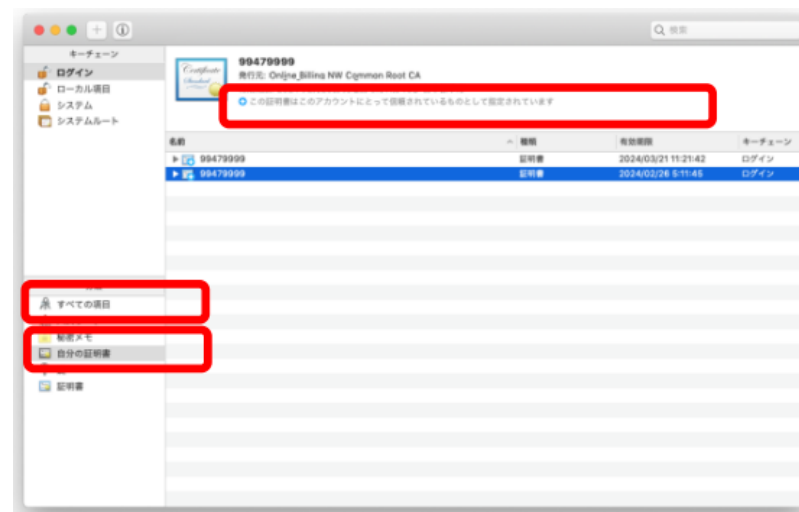 検索
キーチェーン
ログイン
ローカル項目
システム
システムルート
Certificate
Standard
99479999
発行元: Online Billing NW Common Root CA
この証明書はこのアカウントにとって信頼されているものとして設定されています
名前 種類 有効期限 キーチェーン
99479999 証明書 2024/03/21 11:21:42 ログイン
99479999 証明書 2024/02/26 5:11:45 ログイン
すべての項目
秘密メモ
自分の証明書
証明書